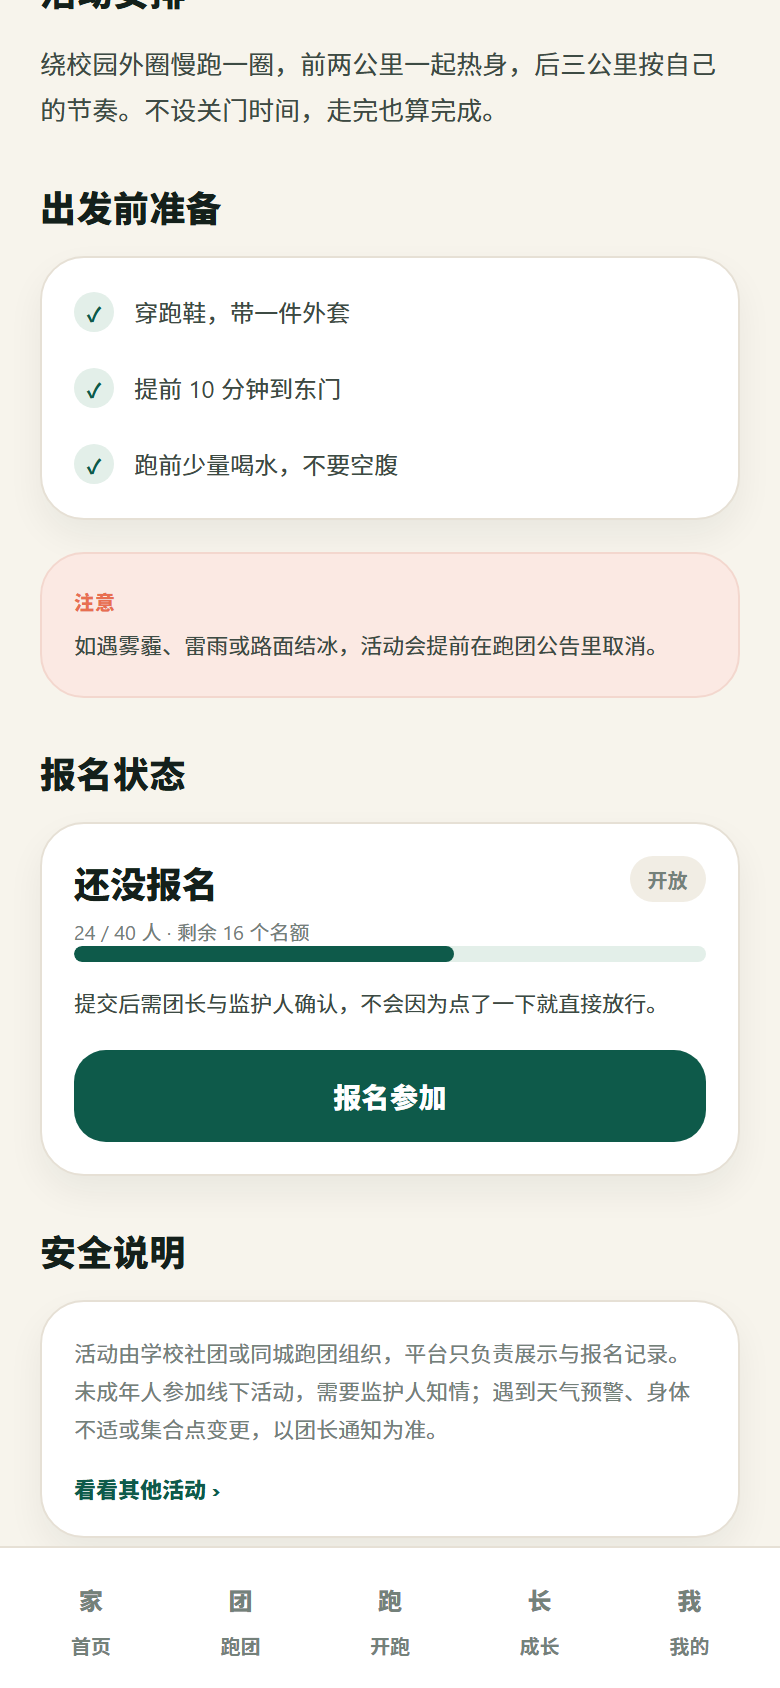 活动安排
绕校园外圈慢跑一圈，前两公里一起热身，后三公里按自己
的节奏。不设关门时间，走完也算完成。
出发前准备
✓ 穿跑鞋，带一件外套
✓ 提前 10 分钟到东门
✓ 跑前少量喝水，不要空腹
注意
如遇雾霾、雷雨或路面结冰，活动会提前在跑团公告里取消。
报名状态
还没报名
开放
24 / 40 人 · 剩余 16 个名额
提交后需团长与监护人确认，不会因为点了一下就直接放行。
报名参加
安全说明
活动由学校社团或同城跑团组织，平台只负责展示与报名记录。
未成年人参加线下活动，需要监护人知情；遇到天气预警、身体
不适或集合点变更，以团长通知为准。
看看其他活动 ›
家 团 跑 长 我
首页 跑团 开跑 成长 我的